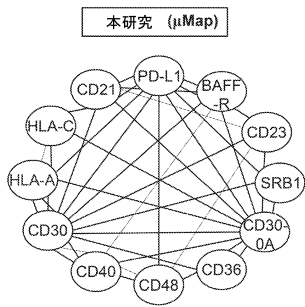 本研究 (μMap)
PD-L1
CD21
BAFF
-R
HLA-C
CD23
HLA-A
SRB1
CD30
CD30-
0A
CD40
CD36
CD48